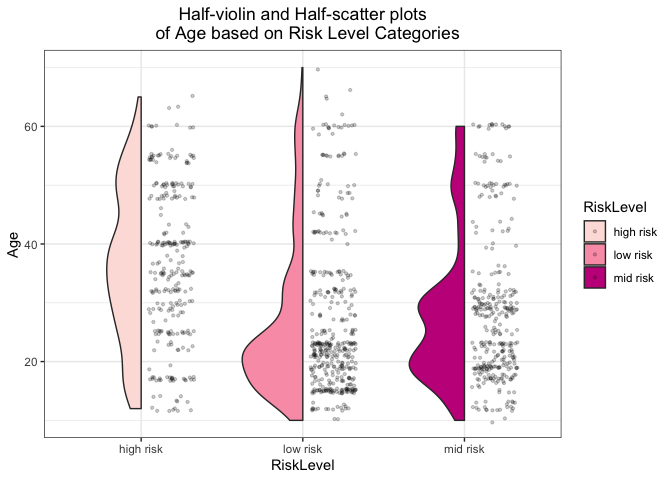 Half-violin and Half-scatter plots
of Age based on Risk Level Categories
Age
60
40
20
high risk
low risk
mid risk
RiskLevel
RiskLevel
high risk
low risk
mid risk